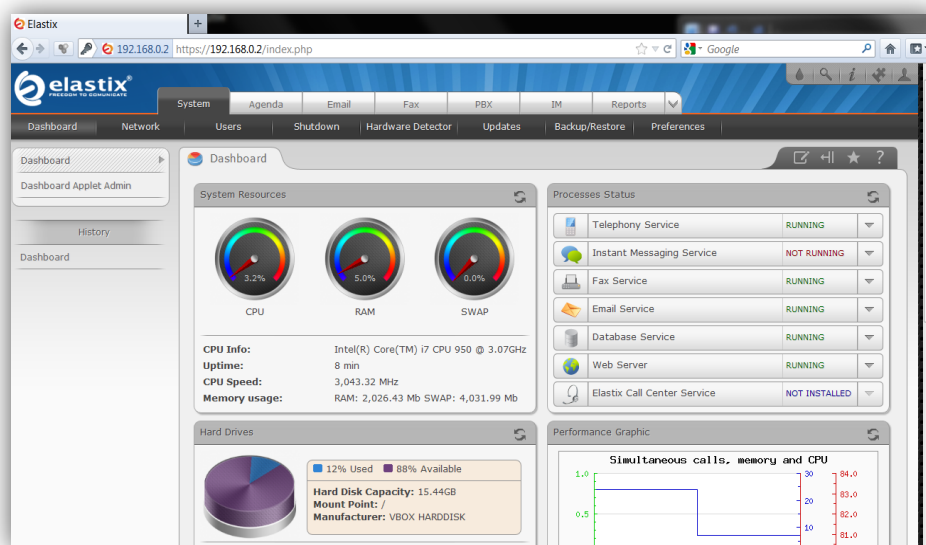 Elastix
192.168.0.2 https://192.168.0.2/index.php Google
elastix®
FREEDOM TO COMMUNICATE
System Agenda Email Fax PBX IM Reports
Dashboard Network Users Shutdown Hardware Detector Updates Backup/Restore Preferences
Dashboard
Dashboard Applet Admin
History
Dashboard
Dashboard
System Resources
3.2% 5.0% 0.0%
CPU RAM SWAP
CPU Info: Intel(R) Core(TM) i7 CPU 950 @ 3.07GHz
Uptime: 8 min
CPU Speed: 3,043.32 MHz
Memory usage: RAM: 2,026.43 Mb SWAP: 4,031.99 Mb
Processes Status
Telephony Service RUNNING
Instant Messaging Service NOT RUNNING
Fax Service RUNNING
Email Service RUNNING
Database Service RUNNING
Web Server RUNNING
Elastix Call Center Service NOT INSTALLED
Hard Drives
12% Used 88% Available
Hard Disk Capacity: 15.44GB
Mount Point: /
Manufacturer: VBOX HARDDISK
Performance Graphic
Simultaneous calls, memory and CPU
1.0 30 84.0
20 83.0
0.5 82.0
10 81.0